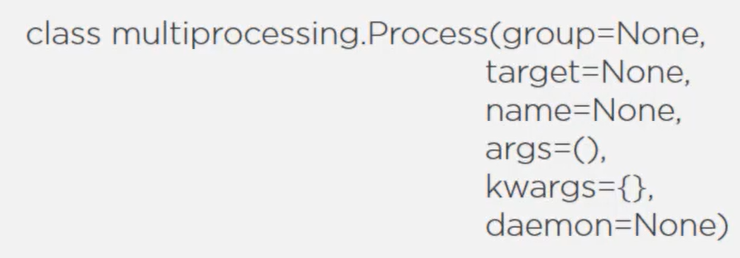 class multiprocessing.Process(group=None,
target=None,
name=None,
args=(),
kwargs={},
daemon=None)